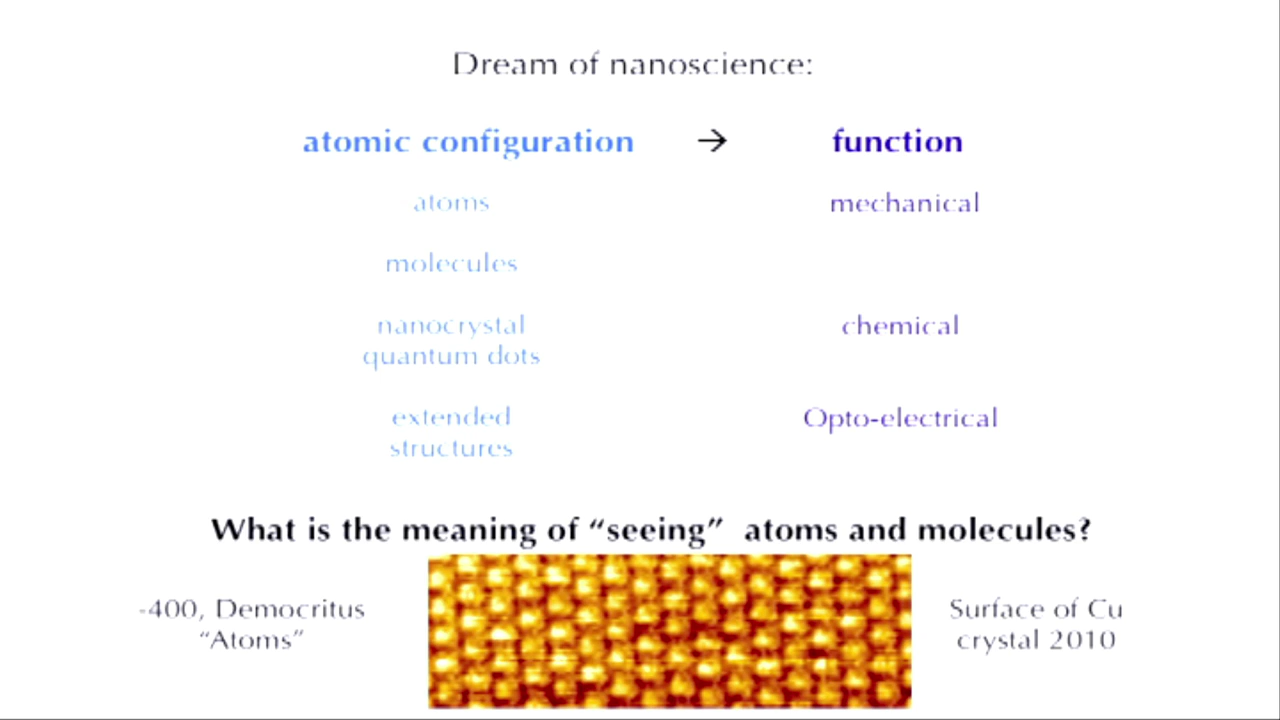 Dream of nanoscience:
atomic configuration → function
atoms mechanical
molecules
nanocrystal chemical
quantum dots
extended Opto-electrical
structures
What is the meaning of “seeing” atoms and molecules?
-400, Democritus Surface of Cu
“Atoms” crystal 2010